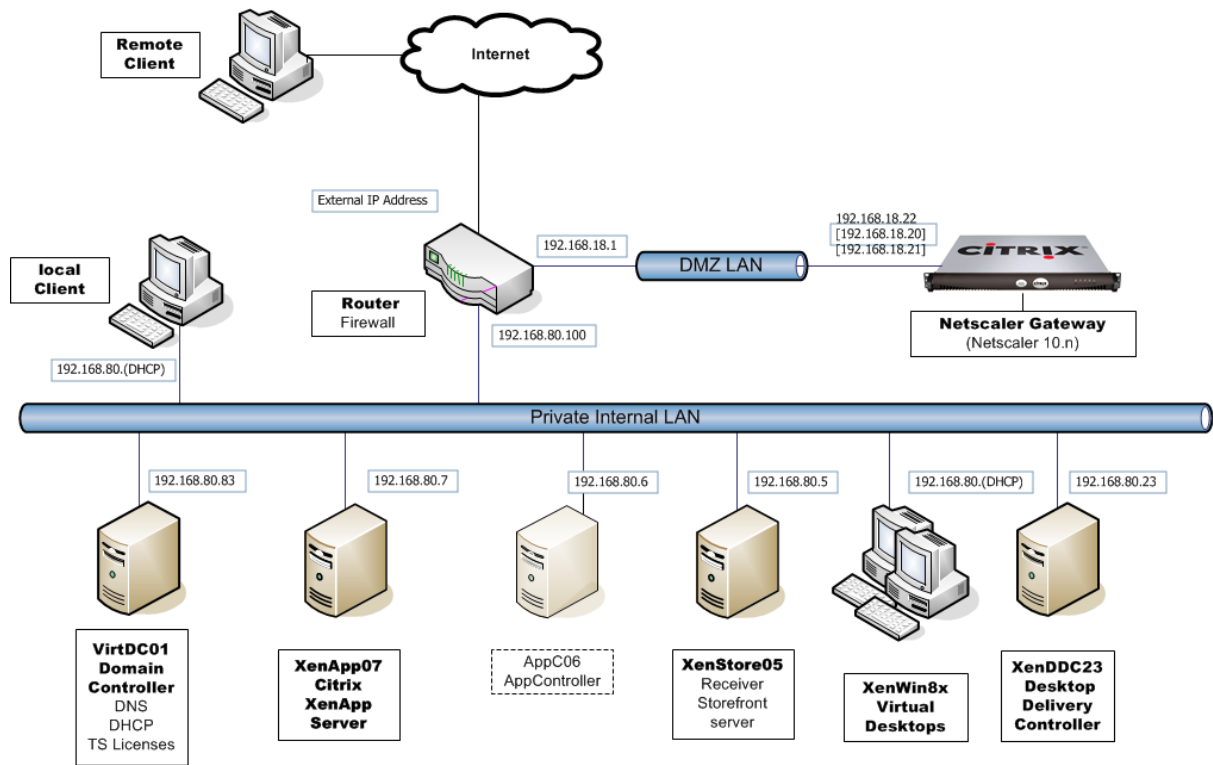 Remote
Client
Internet
External IP Address
192.168.18.1
DMZ LAN
192.168.18.22
[192.168.18.20]
[192.168.18.21]
CITRIX
CITRIX
local
Client
Router
Firewall
Netscaler Gateway
(Netscaler 10.n)
192.168.80.100
192.168.80.(DHCP)
Private Internal LAN
192.168.80.83
192.168.80.7
192.168.80.6
192.168.80.5
192.168.80.(DHCP)
192.168.80.23
VirtDC01
Domain
Controller
DNS
DHCP
TS Licenses
XenApp07
Citrix
XenApp
Server
AppC06
AppController
XenStore05
Receiver
Storefront
server
XenWin8x
Virtual
Desktops
XenDDC23
Desktop
Delivery
Controller